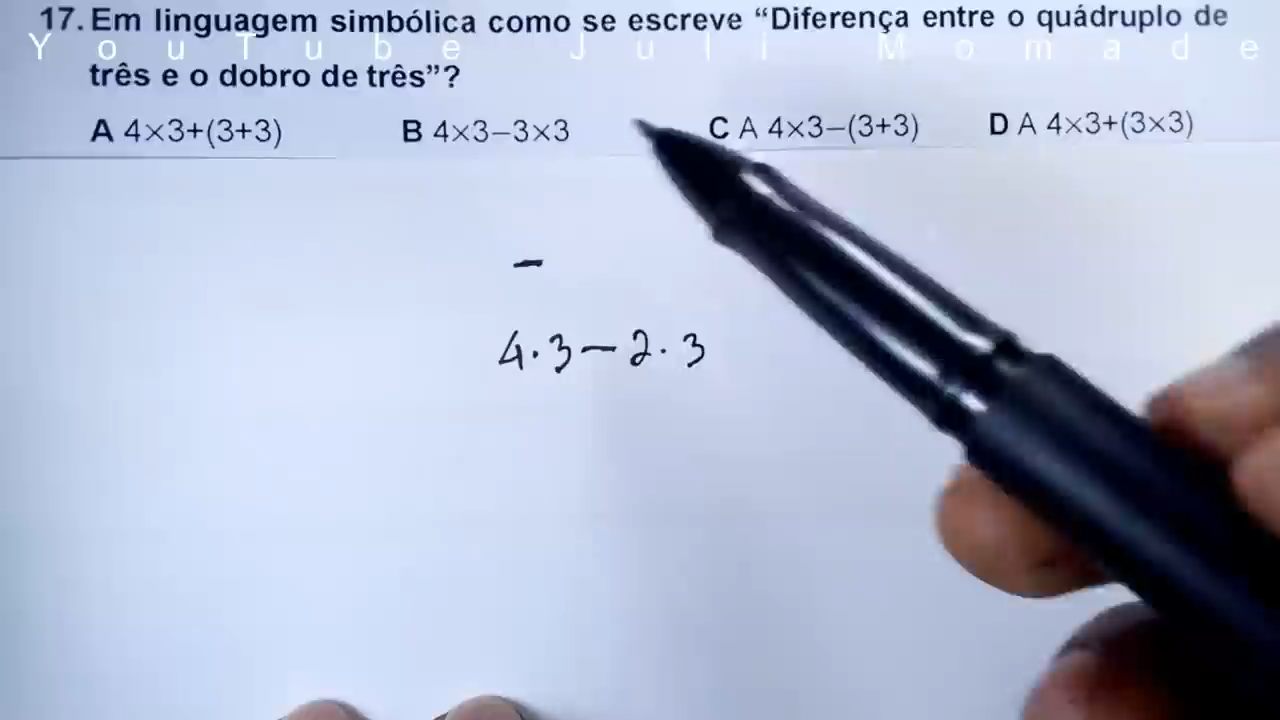 17. Em linguagem simbólica como se escreve “Diferença entre o quádruplo de
YouTube Juli Momade
três e o dobro de três”?
A 4×3+(3+3) B 4×3−3×3 C A 4×3−(3+3) D A 4×3+(3×3)
−
4.3−2.3